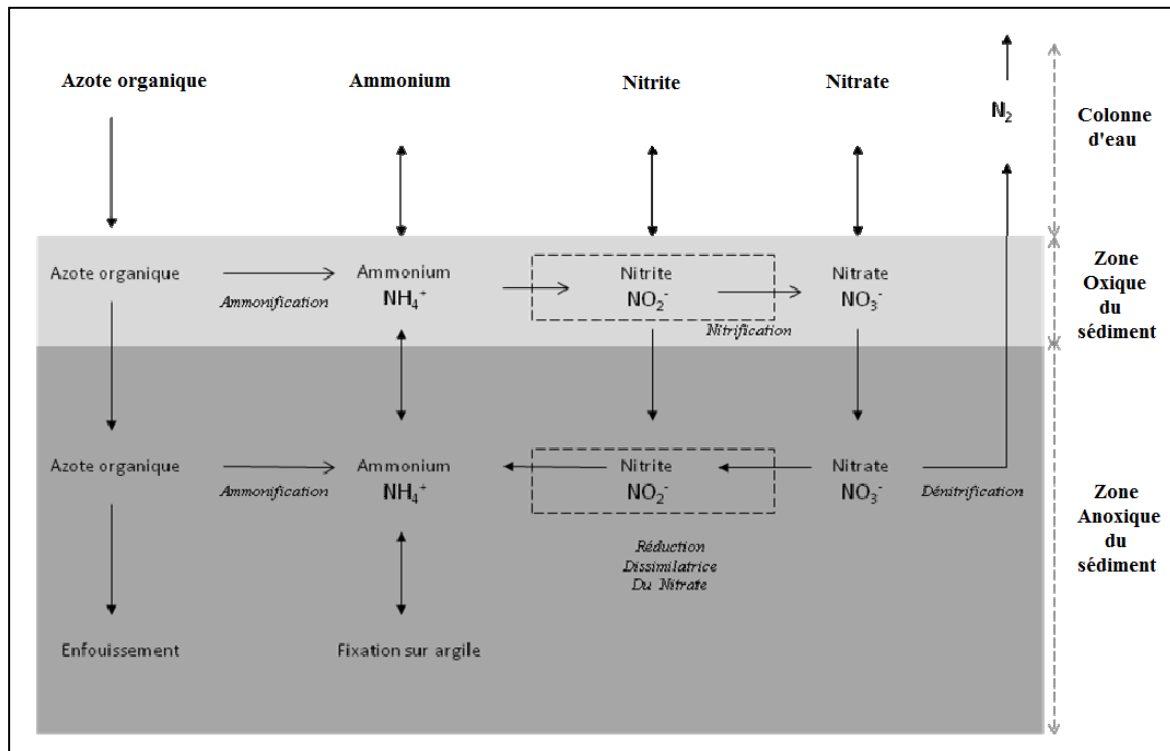 Azote organique
Ammonium
Nitrite
Nitrate
N₂
Colonne
d'eau
Azote organique
Ammonification
Ammonium
NH₄⁺
Nitrite
NO₂⁻
Nitrification
Nitrate
NO₃⁻
Zone
Oxique
du
sédiment
Azote organique
Ammonification
Ammonium
NH₄⁺
Nitrite
NO₂⁻
Nitrate
NO₃⁻
Dénitrification
Réduction
Dissimilatrice
Du Nitrate
Zone
Anoxique
du
sédiment
Enfouissement
Fixation sur argile